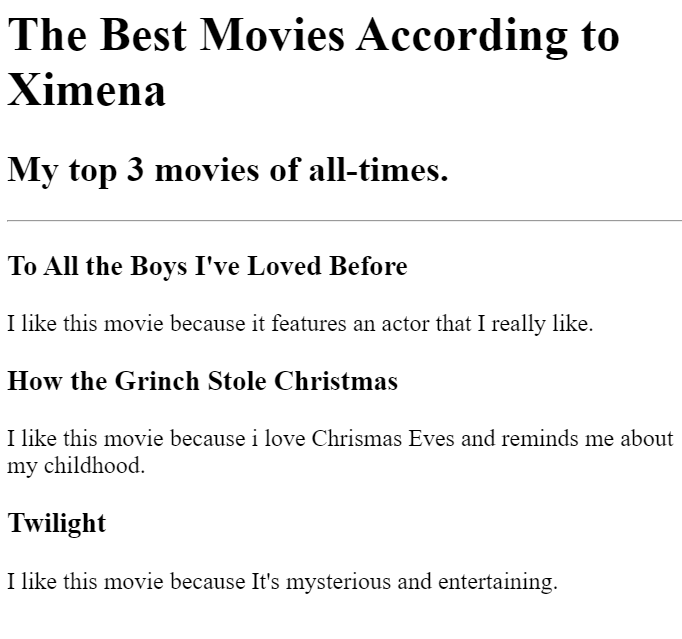 The Best Movies According to
Ximena
My top 3 movies of all-times.
To All the Boys I've Loved Before
I like this movie because it features an actor that I really like.
How the Grinch Stole Christmas
I like this movie because i love Chrismas Eves and reminds me about
my childhood.
Twilight
I like this movie because It's mysterious and entertaining.